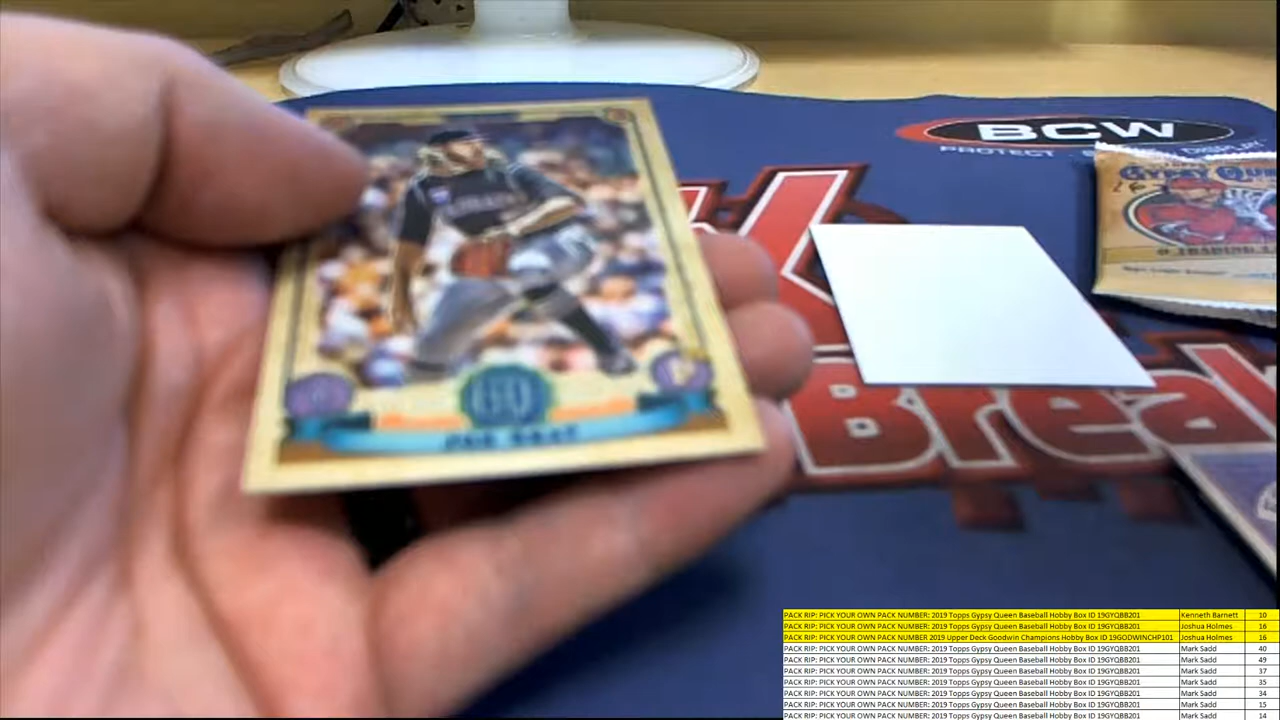 BCW
PROTECT
DISPLAY
GYPSY QUE
Break
GQ
PACK RIP: PICK YOUR OWN PACK NUMBER: 2019 Topps Gypsy Queen Baseball Hobby Box ID 19GYQBB201 Kenneth Barnett 10
PACK RIP: PICK YOUR OWN PACK NUMBER: 2019 Topps Gypsy Queen Baseball Hobby Box ID 19GYQBB201 Joshua Holmes 16
PACK RIP: PICK YOUR OWN PACK NUMBER 2019 Upper Deck Goodwin Champions Hobby Box ID 19GODWINCHP101 Joshua Holmes 16
PACK RIP: PICK YOUR OWN PACK NUMBER: 2019 Topps Gypsy Queen Baseball Hobby Box ID 19GYQBB201 Mark Sadd 40
PACK RIP: PICK YOUR OWN PACK NUMBER: 2019 Topps Gypsy Queen Baseball Hobby Box ID 19GYQBB201 Mark Sadd 49
PACK RIP: PICK YOUR OWN PACK NUMBER: 2019 Topps Gypsy Queen Baseball Hobby Box ID 19GYQBB201 Mark Sadd 37
PACK RIP: PICK YOUR OWN PACK NUMBER: 2019 Topps Gypsy Queen Baseball Hobby Box ID 19GYQBB201 Mark Sadd 35
PACK RIP: PICK YOUR OWN PACK NUMBER: 2019 Topps Gypsy Queen Baseball Hobby Box ID 19GYQBB201 Mark Sadd 34
PACK RIP: PICK YOUR OWN PACK NUMBER: 2019 Topps Gypsy Queen Baseball Hobby Box ID 19GYQBB201 Mark Sadd 15
PACK RIP: PICK YOUR OWN PACK NUMBER: 2019 Topps Gypsy Queen Baseball Hobby Box ID 19GYQBB201 Mark Sadd 14